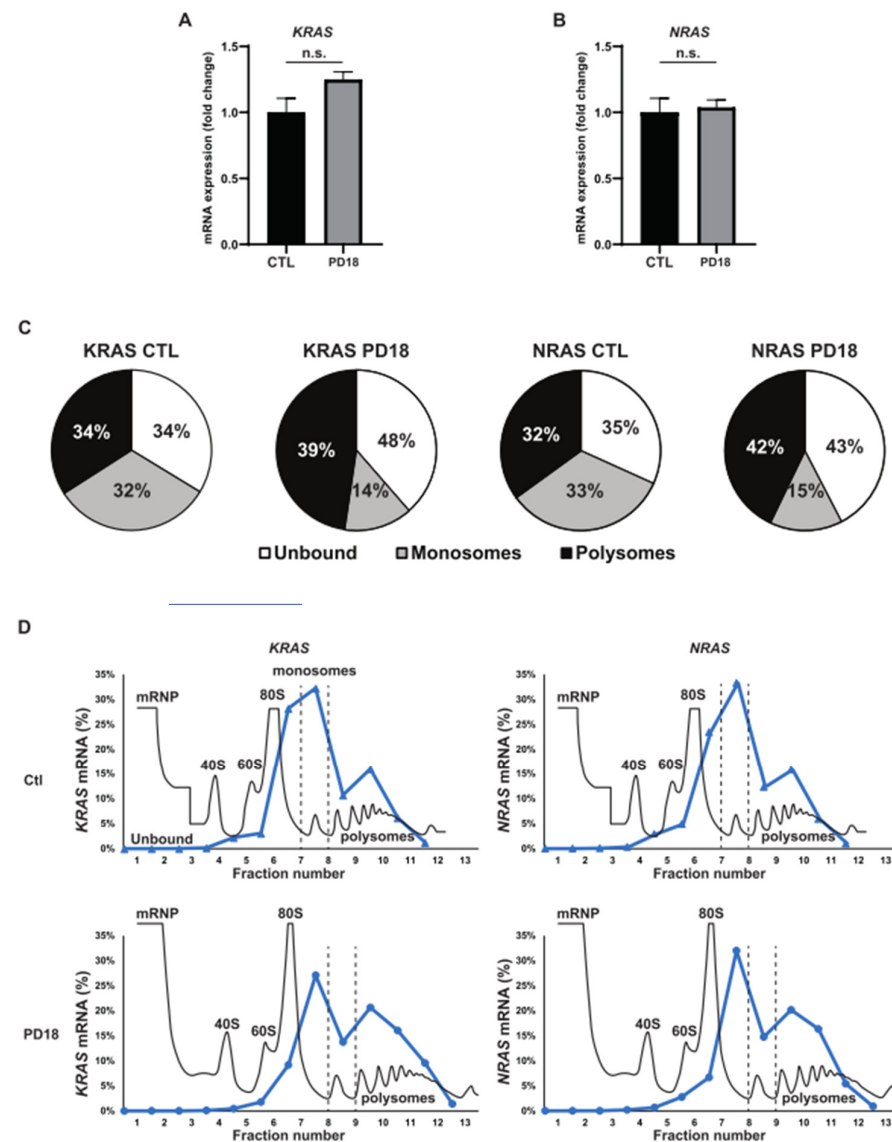 A
KRAS
mRNA expression (fold change)
1.5
1.0
0.5
0.0
n.s.
CTL
PD18
B
NRAS
mRNA expression (fold change)
1.5
1.0
0.5
0.0
n.s.
CTL
PD18
C
KRAS CTL
34%
34%
32%
KRAS PD18
39%
48%
14%
NRAS CTL
32%
35%
33%
NRAS PD18
42%
43%
15%
Unbound
Monosomes
Polysomes
D
Ctl
KRAS
monosomes
KRAS mRNA (%)
35%
30%
25%
20%
15%
10%
5%
0%
mRNP
40S
60S
80S
Unbound
polysomes
1 2 3 4 5 6 7 8 9 10 11 12 13
Fraction number
NRAS
NRAS mRNA (%)
35%
30%
25%
20%
15%
10%
5%
0%
mRNP
40S
60S
80S
polysomes
1 2 3 4 5 6 7 8 9 10 11 12 13
Fraction number
PD18
KRAS mRNA (%)
35%
30%
25%
20%
15%
10%
5%
0%
mRNP
40S
60S
80S
polysomes
1 2 3 4 5 6 7 8 9 10 11 12 13
Fraction number
NRAS mRNA (%)
35%
30%
25%
20%
15%
10%
5%
0%
mRNP
40S
60S
80S
polysomes
1 2 3 4 5 6 7 8 9 10 11 12 13
Fraction number